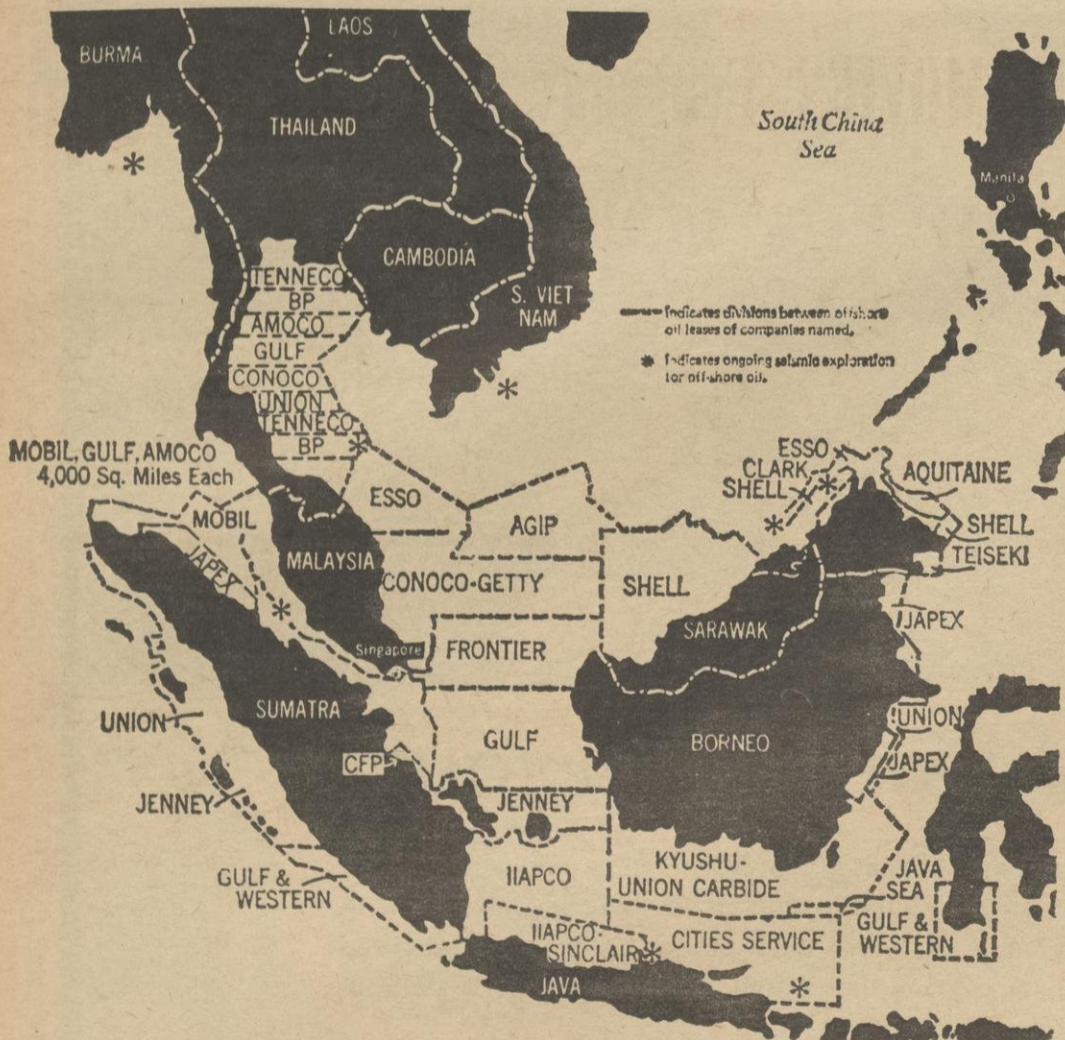 LAOS
BURMA
THAILAND
South China
Sea
Manila
CAMBODIA
TENNECO
BP
AMOCO
GULF
CONOCO
UNION
TENNECO
BP
S. VIET
NAM
Indicates divisions between offshore
oil leases of companies named.
* Indicates ongoing seismic exploration
for off-shore oil.
MOBIL, GULF, AMOCO
4,000 Sq. Miles Each
ESSO
CLARK
SHELL
AQUITAINE
SHELL
TEISEKI
MOBIL
JAPEX
ESSO
AGIP
MALAYSIA
CONOCO-GETTY
SHELL
SARAWAK
JAPEX
Singapore
FRONTIER
UNION
SUMATRA
GULF
BORNEO
UNION
JAPEX
CFP
JENNEY
JENNEY
GULF &
WESTERN
IIAPCO
KYUSHU-
UNION CARBIDE
JAVA
SEA
GULF &
WESTERN
IIAPCO-
SINCLAIR
CITIES SERVICE
JAVA